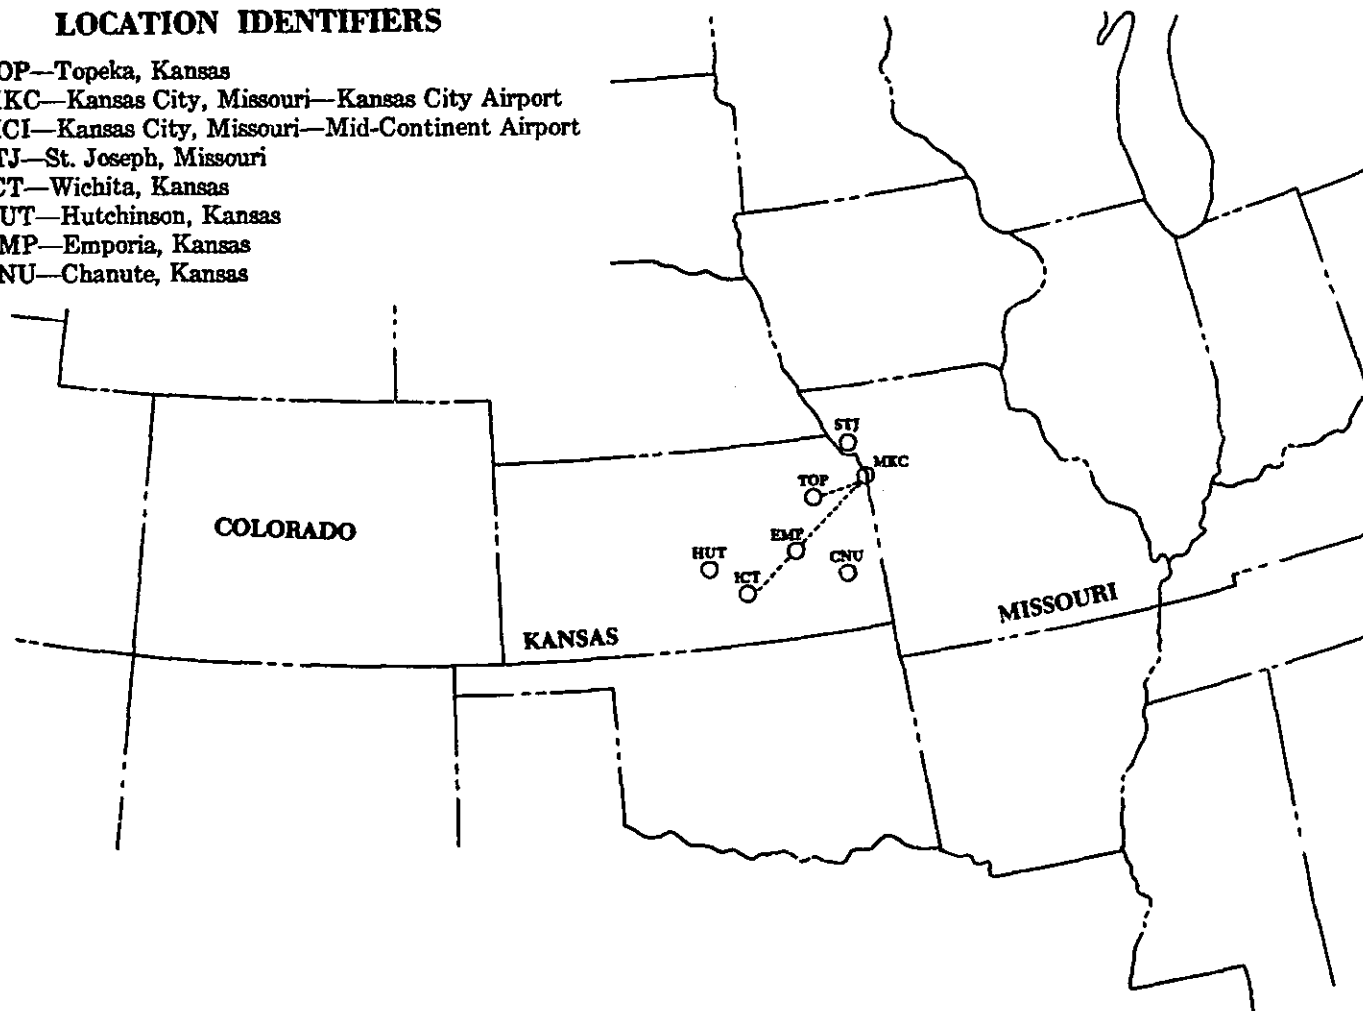 LOCATION IDENTIFIERS
OP—Topeka, Kansas
KC—Kansas City, Missouri—Kansas City Airport
CI—Kansas City, Missouri—Mid-Continent Airport
TJ—St. Joseph, Missouri
CT—Wichita, Kansas
UT—Hutchinson, Kansas
MP—Emporia, Kansas
NU—Chanute, Kansas
STJ
MKC
TOP
COLORADO
EMP
HUT
CNU
ICT
MISSOURI
KANSAS